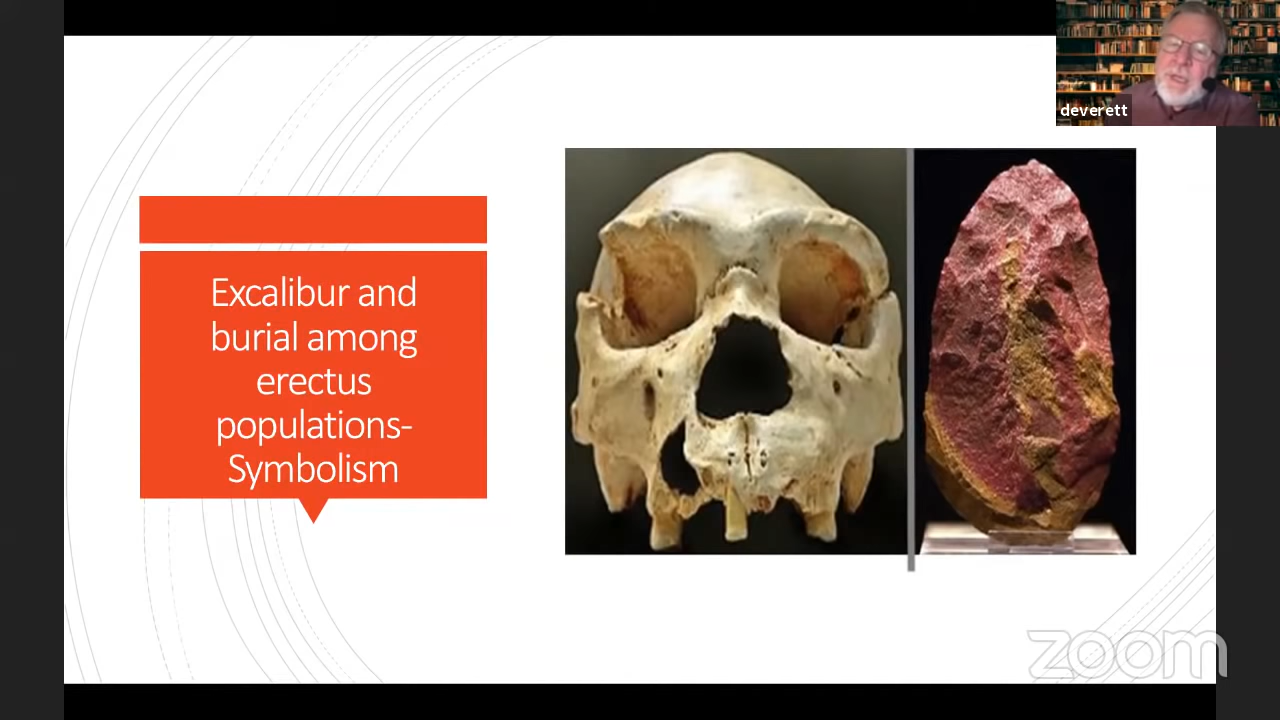 deverett
Excalibur and
burial among
erectus
populations-
Symbolism
zoom